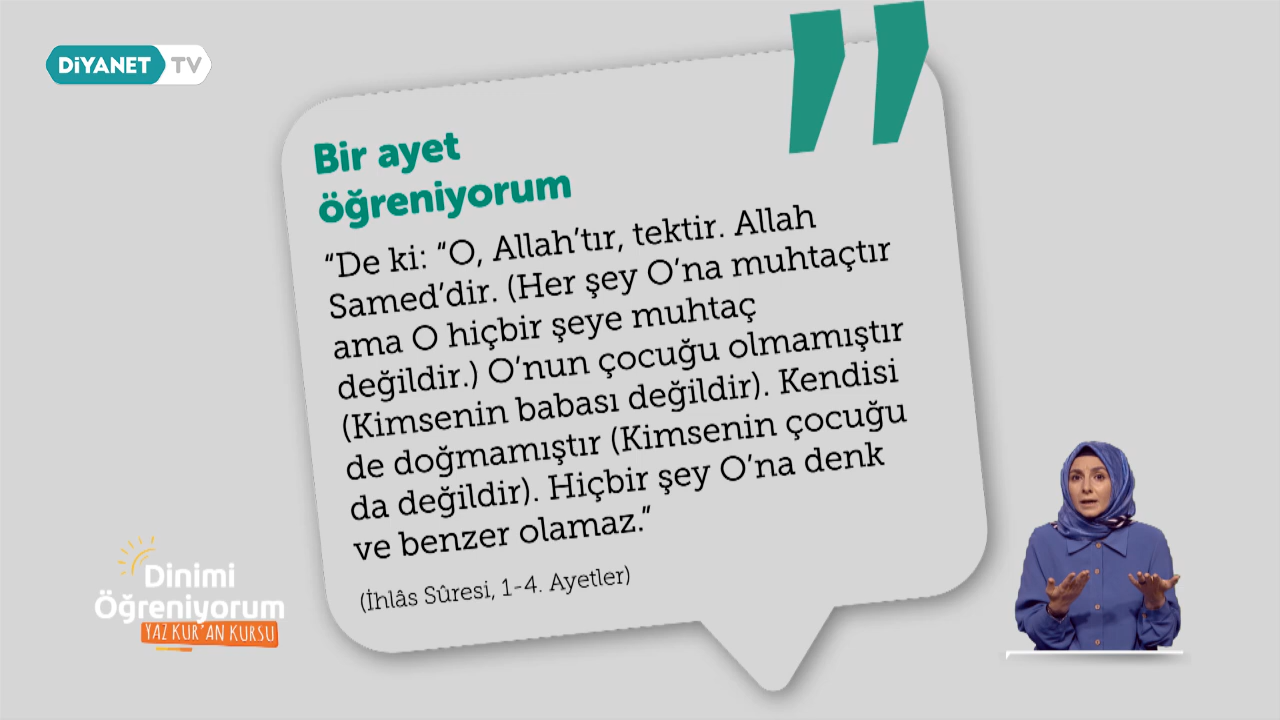 DiYANET TV
Bir ayet
öğreniyorum
“De ki: “O, Allah’tır, tektir. Allah
Samed’dir. (Her şey O’na muhtaçtır
ama O hiçbir şeye muhtaç
değildir.) O’nun çocuğu olmamıştır
(Kimsenin babası değildir). Kendisi
de doğmamıştır (Kimsenin çocuğu
da değildir). Hiçbir şey O’na denk
ve benzer olamaz.”
(İhlâs Sûresi, 1-4. Ayetler)
Dinimi
Öğreniyorum
YAZ KUR’AN KURSU